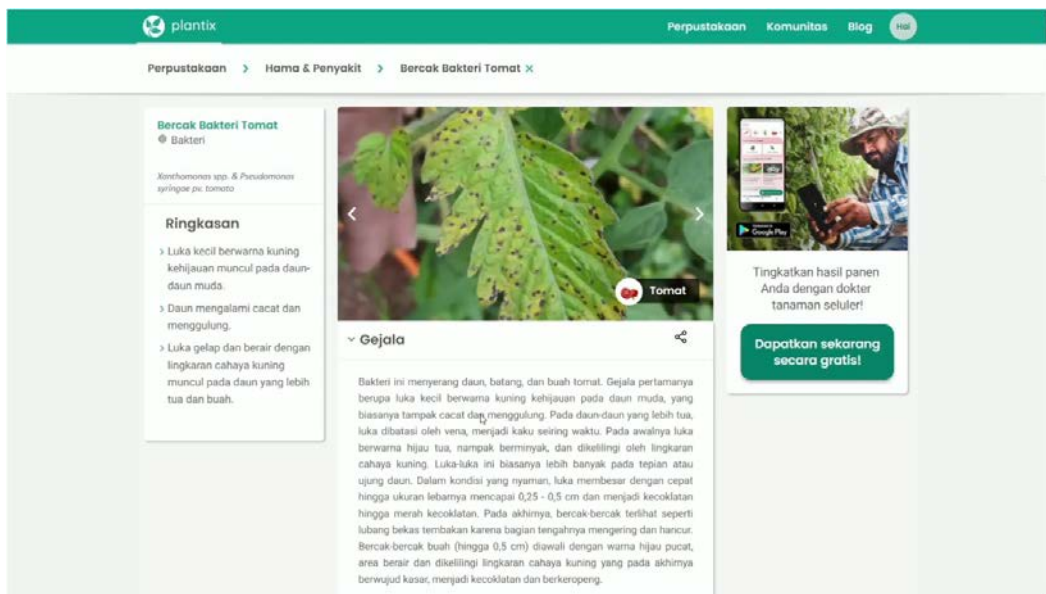 plantix
Perpustakaan Komunitas Blog Hai
Perpustakaan > Hama & Penyakit > Bercak Bakteri Tomat ×
Bercak Bakteri Tomat
Bakteri
Xanthomonas spp. & Pseudomonas
syringae pv. tomato
Ringkasan
> Luka kecil berwarna kuning
kehijauan muncul pada daun-
daun muda.
> Daun mengalami cacat dan
menggulung.
> Luka gelap dan berair dengan
lingkaran cahaya kuning
muncul pada daun yang lebih
tua dan buah.
Tomat
Gejala
Bakteri ini menyerang daun, batang, dan buah tomat. Gejala pertamanya
berupa luka kecil berwarna kuning kehijauan pada daun muda, yang
biasanya tampak cacat dan menggulung. Pada daun-daun yang lebih tua,
luka dibatasi oleh vena, menjadi kaku seiring waktu. Pada awalnya luka
berwarna hijau tua, nampak berminyak, dan dikelilingi oleh lingkaran
cahaya kuning. Luka-luka ini biasanya lebih banyak pada tepian atau
ujung daun. Dalam kondisi yang nyaman, luka membesar dengan cepat
hingga ukuran lebarnya mencapai 0,25 - 0,5 cm dan menjadi kecoklatan
hingga merah kecoklatan. Pada akhirnya, bercak-bercak terlihat seperti
lubang bekas tembakan karena bagian tengahnya mengering dan hancur.
Bercak-bercak buah (hingga 0,5 cm) diawali dengan warna hijau pucat,
area berair dan dikelilingi lingkaran cahaya kuning yang pada akhirnya
berwujud kasar, menjadi kecoklatan dan berkeropeng.
Google Play
Tingkatkan hasil panen
Anda dengan dokter
tanaman seluler!
Dapatkan sekarang
secara gratis!